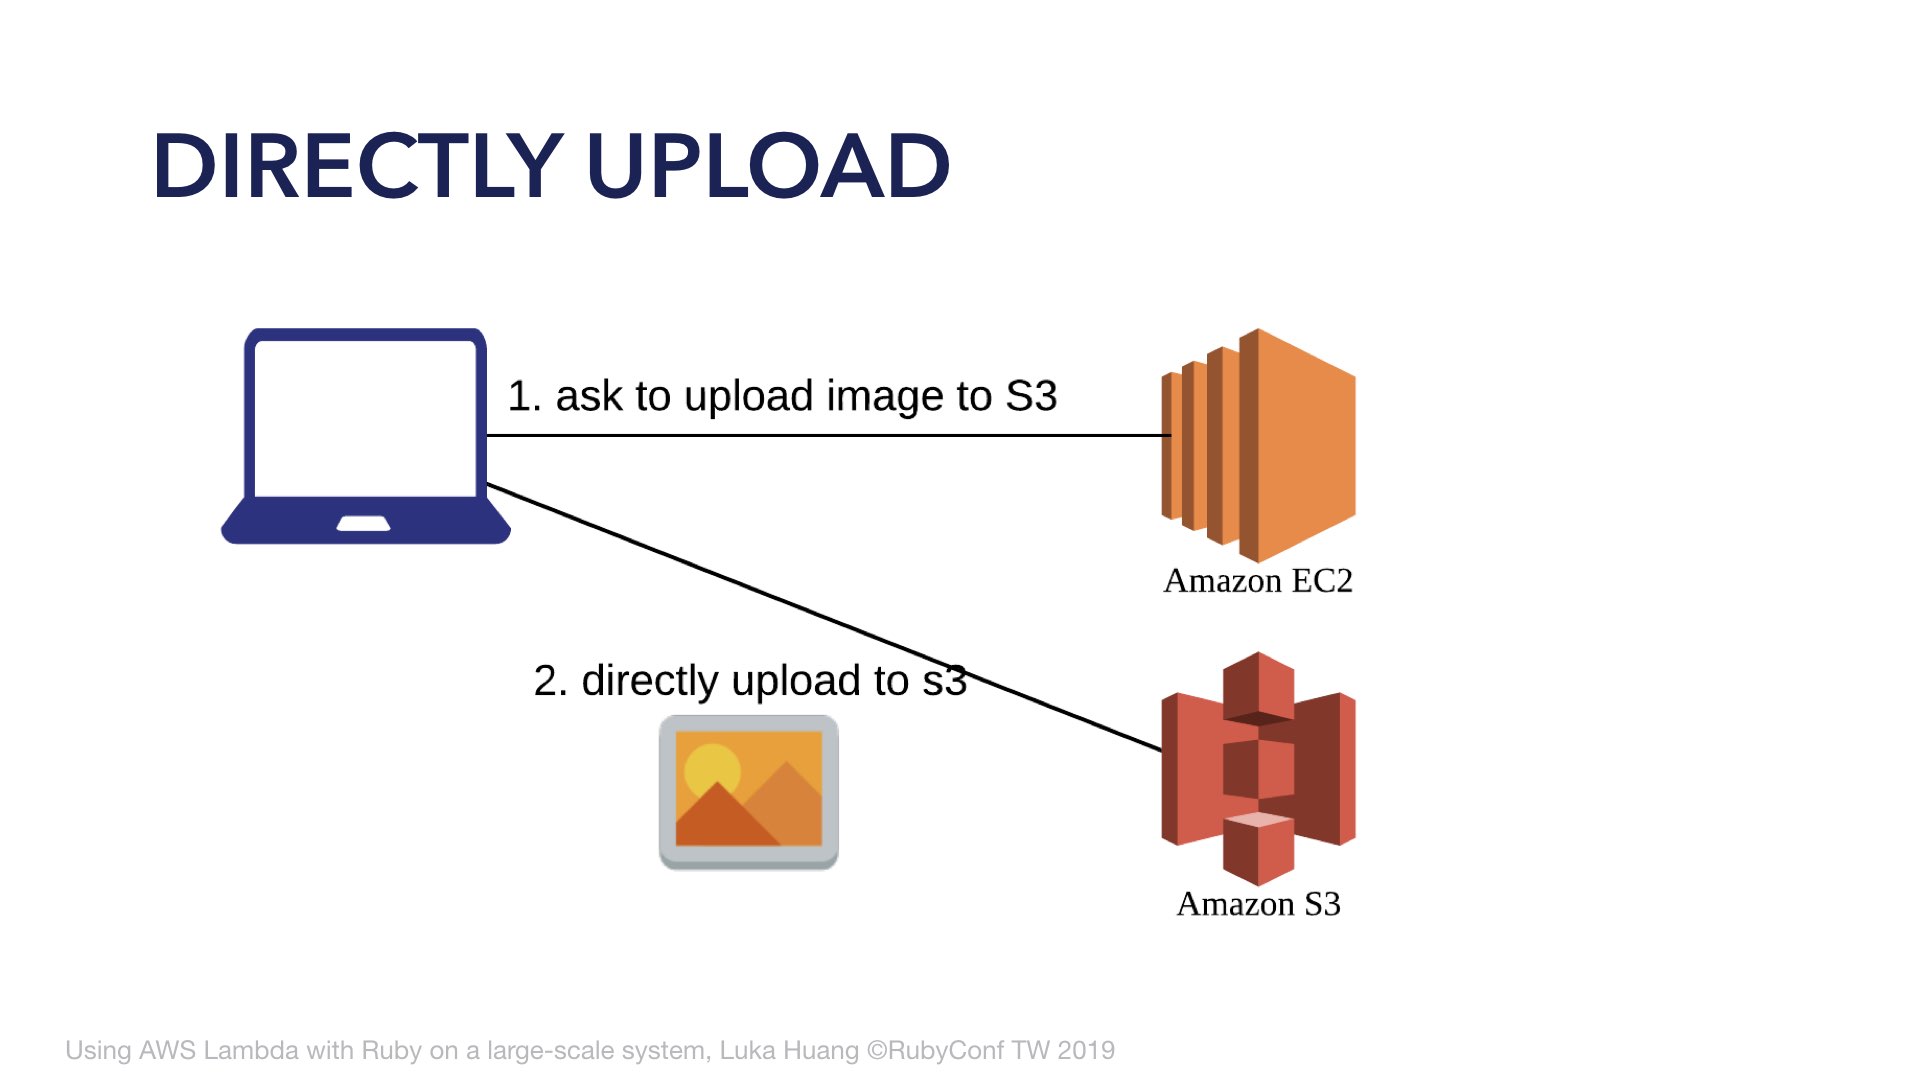 DIRECTLY UPLOAD
1. ask to upload image to S3
Amazon EC2
2. directly upload to s3
Amazon S3
Using AWS Lambda with Ruby on a large-scale system, Luka Huang ©RubyConf TW 2019